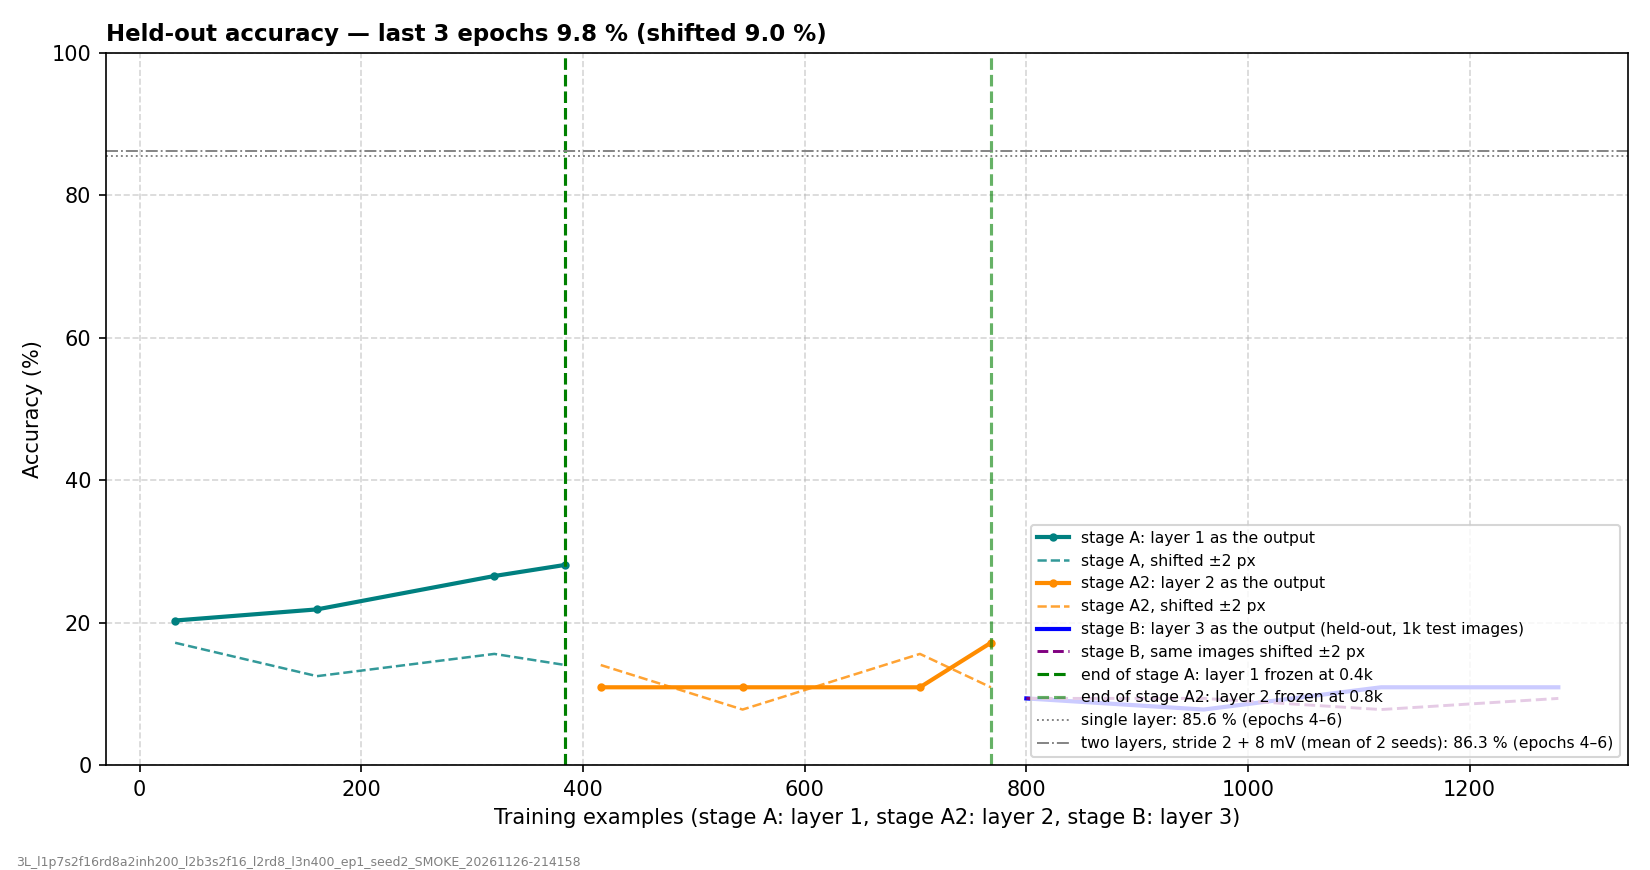 Held-out accuracy — last 3 epochs 9.8 % (shifted 9.0 %)
100
80
60
40
20
0
Accuracy (%)
stage A: layer 1 as the output
stage A, shifted ±2 px
stage A2: layer 2 as the output
stage A2, shifted ±2 px
stage B: layer 3 as the output (held-out, 1k test images)
stage B, same images shifted ±2 px
end of stage A: layer 1 frozen at 0.4k
end of stage A2: layer 2 frozen at 0.8k
single layer: 85.6 % (epochs 4–6)
two layers, stride 2 + 8 mV (mean of 2 seeds): 86.3 % (epochs 4–6)
0 200 400 600 800 1000 1200
Training examples (stage A: layer 1, stage A2: layer 2, stage B: layer 3)
3L_l1p7s2f16rd8a2inh200_l2b3s2f16_l2rd8_l3n400_ep1_seed2_SMOKE_20261126-214158